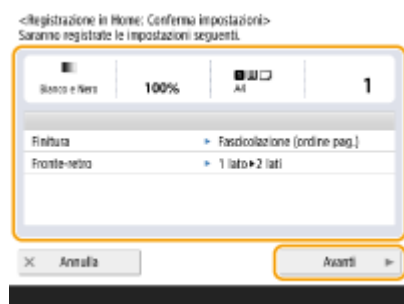 <Registrazione in Home: Conferma impostazioni>
Saranno registrate le impostazioni seguenti.
Bianco e Nero
100%
A4
1
Finitura ▶ Fascicolazione (ordine pag.)
Fronte-retro ▶ 1 lato▶2 lati
× Annulla
Avanti ▶